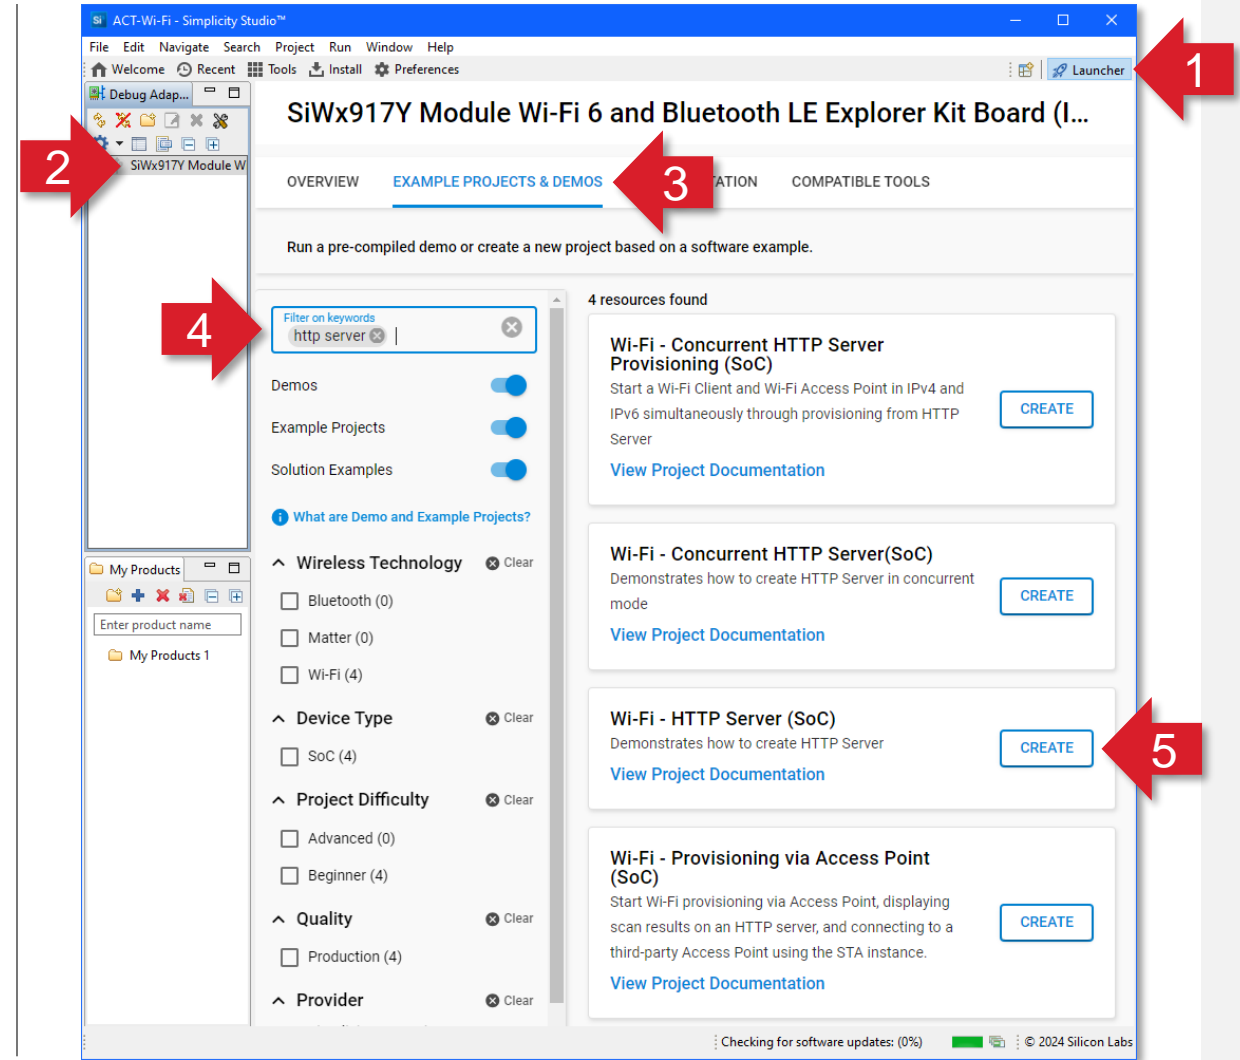 ACT-Wi-Fi - Simplicity Studio™
File Edit Navigate Search Project Run Window Help
Welcome Recent Tools Install Preferences
Launcher
1
Debug Adap...
SiWx917Y Module W
2
SiWx917Y Module Wi-Fi 6 and Bluetooth LE Explorer Kit Board (I...
OVERVIEW EXAMPLE PROJECTS & DEMOS TATION COMPATIBLE TOOLS
3
Run a pre-compiled demo or create a new project based on a software example.
4
Filter on keywords
http server
Demos
Example Projects
Solution Examples
What are Demo and Example Projects?
Wireless Technology Clear
Bluetooth (0)
Matter (0)
Wi-Fi (4)
Device Type Clear
SoC (4)
Project Difficulty Clear
Advanced (0)
Beginner (4)
Quality Clear
Production (4)
Provider Clear
4 resources found
Wi-Fi - Concurrent HTTP Server
Provisioning (SoC)
Start a Wi-Fi Client and Wi-Fi Access Point in IPv4 and
IPv6 simultaneously through provisioning from HTTP
Server
View Project Documentation
CREATE
Wi-Fi - Concurrent HTTP Server(SoC)
Demonstrates how to create HTTP Server in concurrent
mode
View Project Documentation
CREATE
Wi-Fi - HTTP Server (SoC)
Demonstrates how to create HTTP Server
View Project Documentation
CREATE
5
Wi-Fi - Provisioning via Access Point
(SoC)
Start Wi-Fi provisioning via Access Point, displaying
scan results on an HTTP server, and connecting to a
third-party Access Point using the STA instance.
View Project Documentation
CREATE
My Products
Enter product name
My Products 1
Checking for software updates: (0%)
© 2024 Silicon Labs